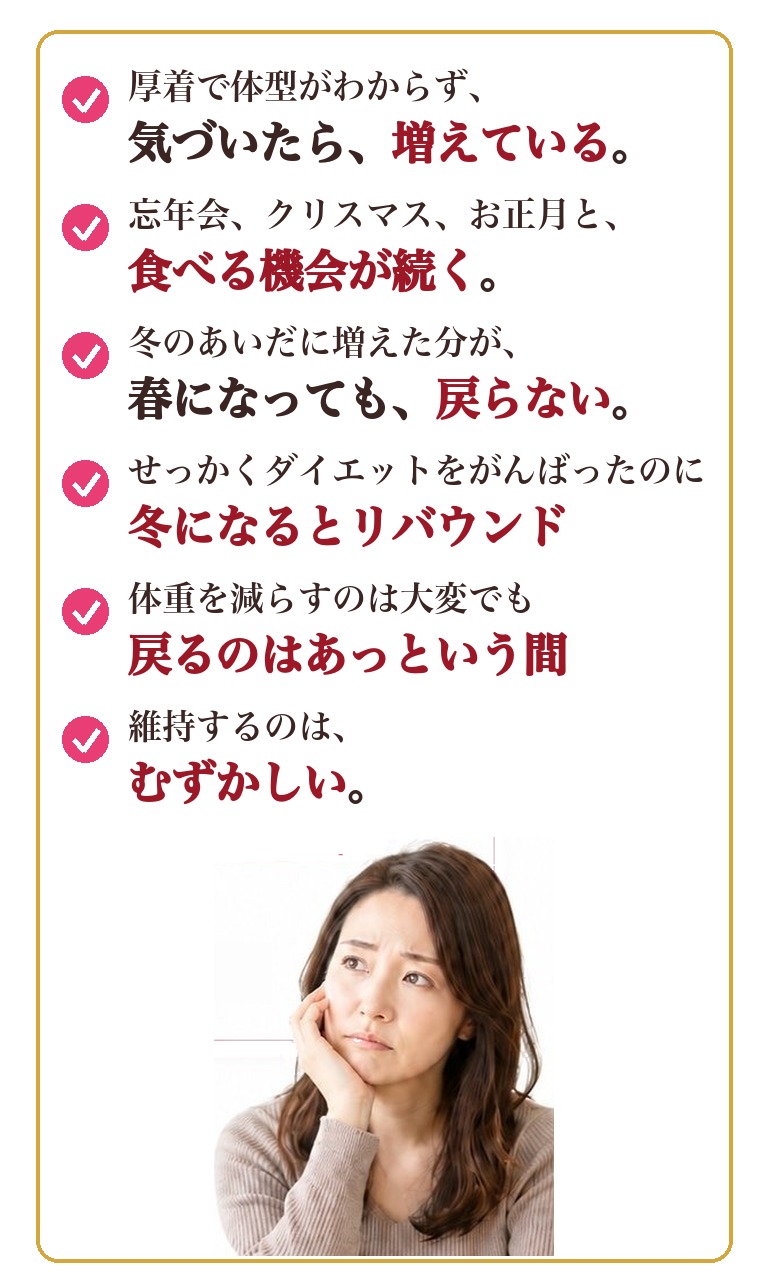 厚着で体型がわからず、
気づいたら、増えている。
忘年会、クリスマス、お正月と、
食べる機会が続く。
冬のあいだに増えた分が、
春になっても、戻らない。
せっかくダイエットをがんばったのに
冬になるとリバウンド
体重を減らすのは大変でも
戻るのはあっという間
維持するのは、
むずかしい。